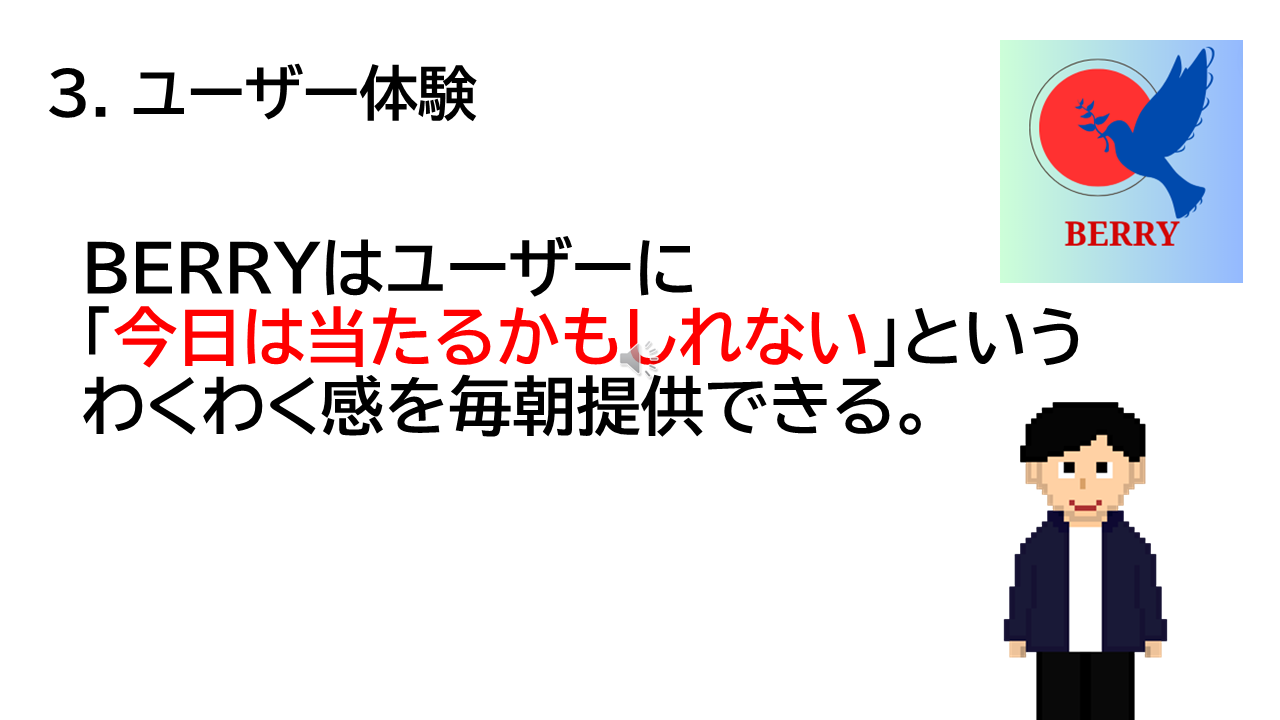 3. ユーザー体験
BERRY
BERRYはユーザーに
「今日は当たるかもしれない」という
わくわく感を毎朝提供できる。